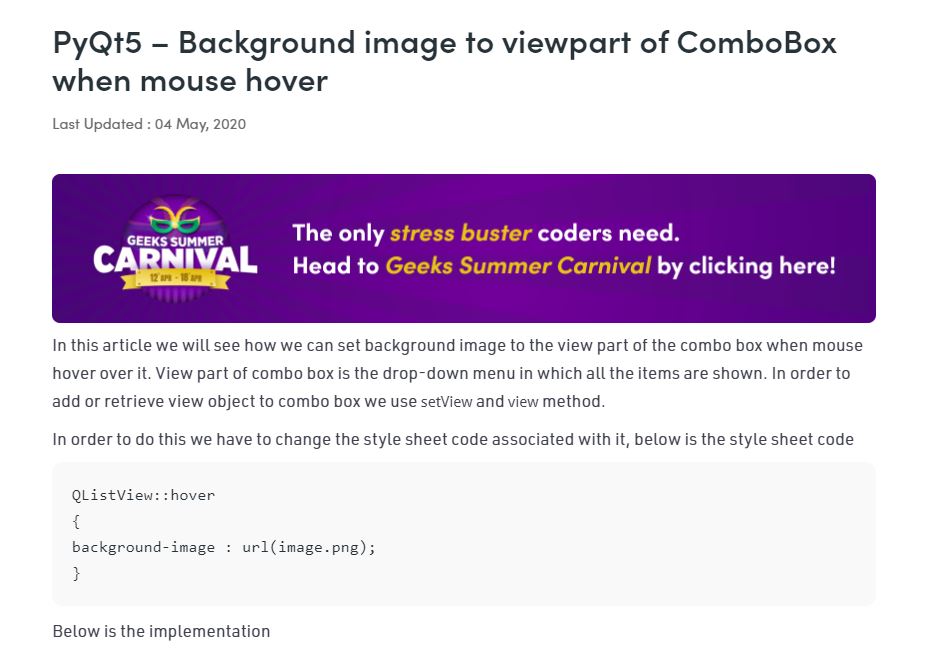 PyQt5 – Background image to viewpart of ComboBox
when mouse hover
Last Updated : 04 May, 2020
GEEKS SUMMER
CARNIVAL
12 APR - 18 APR
The only stress buster coders need.
Head to Geeks Summer Carnival by clicking here!
In this article we will see how we can set background image to the view part of the combo box when mouse
hover over it. View part of combo box is the drop-down menu in which all the items are shown. In order to
add or retrieve view object to combo box we use setView and view method.
In order to do this we have to change the style sheet code associated with it, below is the style sheet code
QListView::hover
{
background-image : url(image.png);
}
Below is the implementation